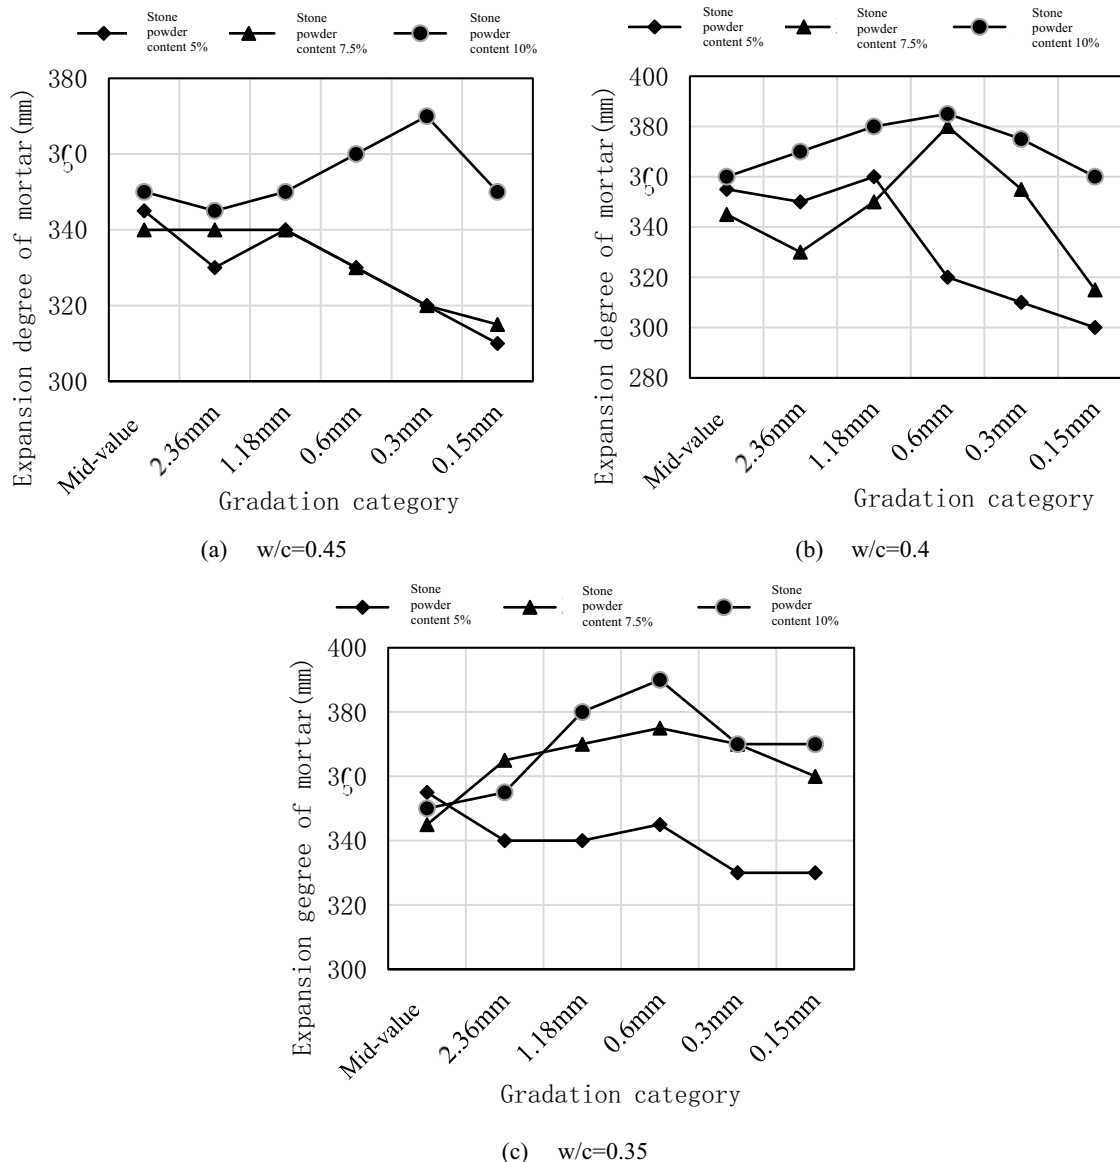 Stone
powder
content 5%
Stone
powder
content 7.5%
Stone
powder
content 10%
Expansion degree of mortar(mm)
380
360
340
320
300
Mid-value
2.36mm
1.18mm
0.6mm
0.3mm
0.15mm
Gradation category
(a) w/c=0.45
Stone
powder
content 5%
Stone
powder
content 7.5%
Stone
powder
content 10%
Expansion degree of mortar(mm)
400
380
360
340
320
300
280
Mid-value
2.36mm
1.18mm
0.6mm
0.3mm
0.15mm
Gradation category
(b) w/c=0.4
Stone
powder
content 5%
Stone
powder
content 7.5%
Stone
powder
content 10%
Expansion gegree of mortar(mm)
400
380
360
340
320
300
Mid-value
2.36mm
1.18mm
0.6mm
0.3mm
0.15mm
Gradation category
(c) w/c=0.35